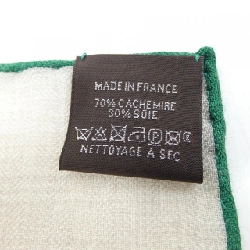 MADE IN FRANCE
70% CACHEMIRE
30% SOIE
NETTOYAGE A SEC